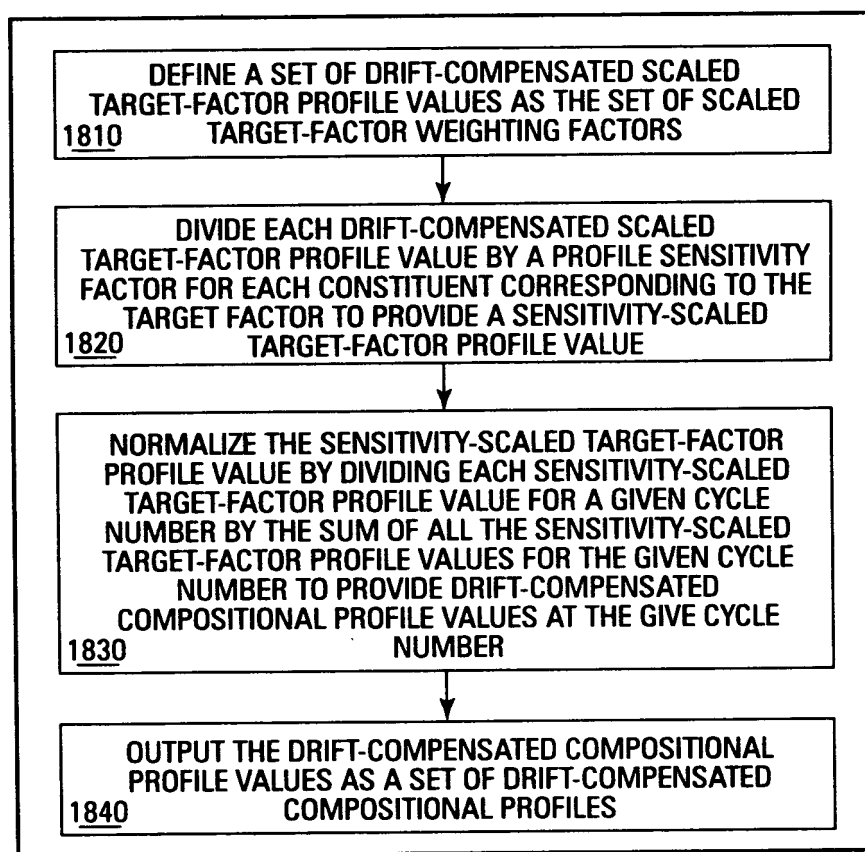 DEFINE A SET OF DRIFT-COMPENSATED SCALED
TARGET-FACTOR PROFILE VALUES AS THE SET OF SCALED
1810 TARGET-FACTOR WEIGHTING FACTORS
DIVIDE EACH DRIFT-COMPENSATED SCALED
TARGET-FACTOR PROFILE VALUE BY A PROFILE SENSITIVITY
FACTOR FOR EACH CONSTITUENT CORRESPONDING TO THE
TARGET FACTOR TO PROVIDE A SENSITIVITY-SCALED
1820 TARGET-FACTOR PROFILE VALUE
NORMALIZE THE SENSITIVITY-SCALED TARGET-FACTOR
PROFILE VALUE BY DIVIDING EACH SENSITIVITY-SCALED
TARGET-FACTOR PROFILE VALUE FOR A GIVEN CYCLE
NUMBER BY THE SUM OF ALL THE SENSITIVITY-SCALED
TARGET-FACTOR PROFILE VALUES FOR THE GIVEN CYCLE
NUMBER TO PROVIDE DRIFT-COMPENSATED
COMPOSITIONAL PROFILE VALUES AT THE GIVE CYCLE
1830 NUMBER
OUTPUT THE DRIFT-COMPENSATED COMPOSITIONAL
PROFILE VALUES AS A SET OF DRIFT-COMPENSATED
1840 COMPOSITIONAL PROFILES